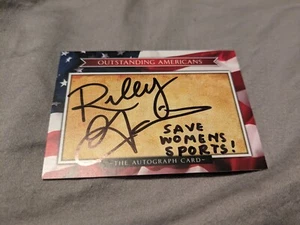 OUTSTANDING AMERICANS
Riley
SAVE
WOMENS
SPORTS!
THE AUTOGRAPH CARD